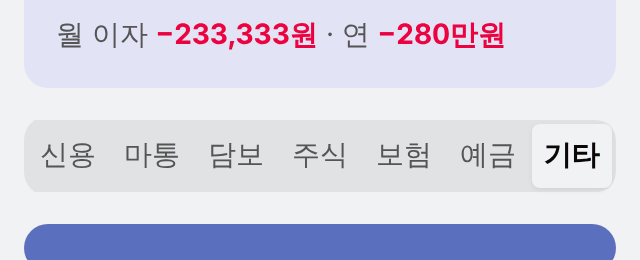 월 이자 −233,333원 · 연 −280만원
신용 마통 담보 주식 보험 예금 기타